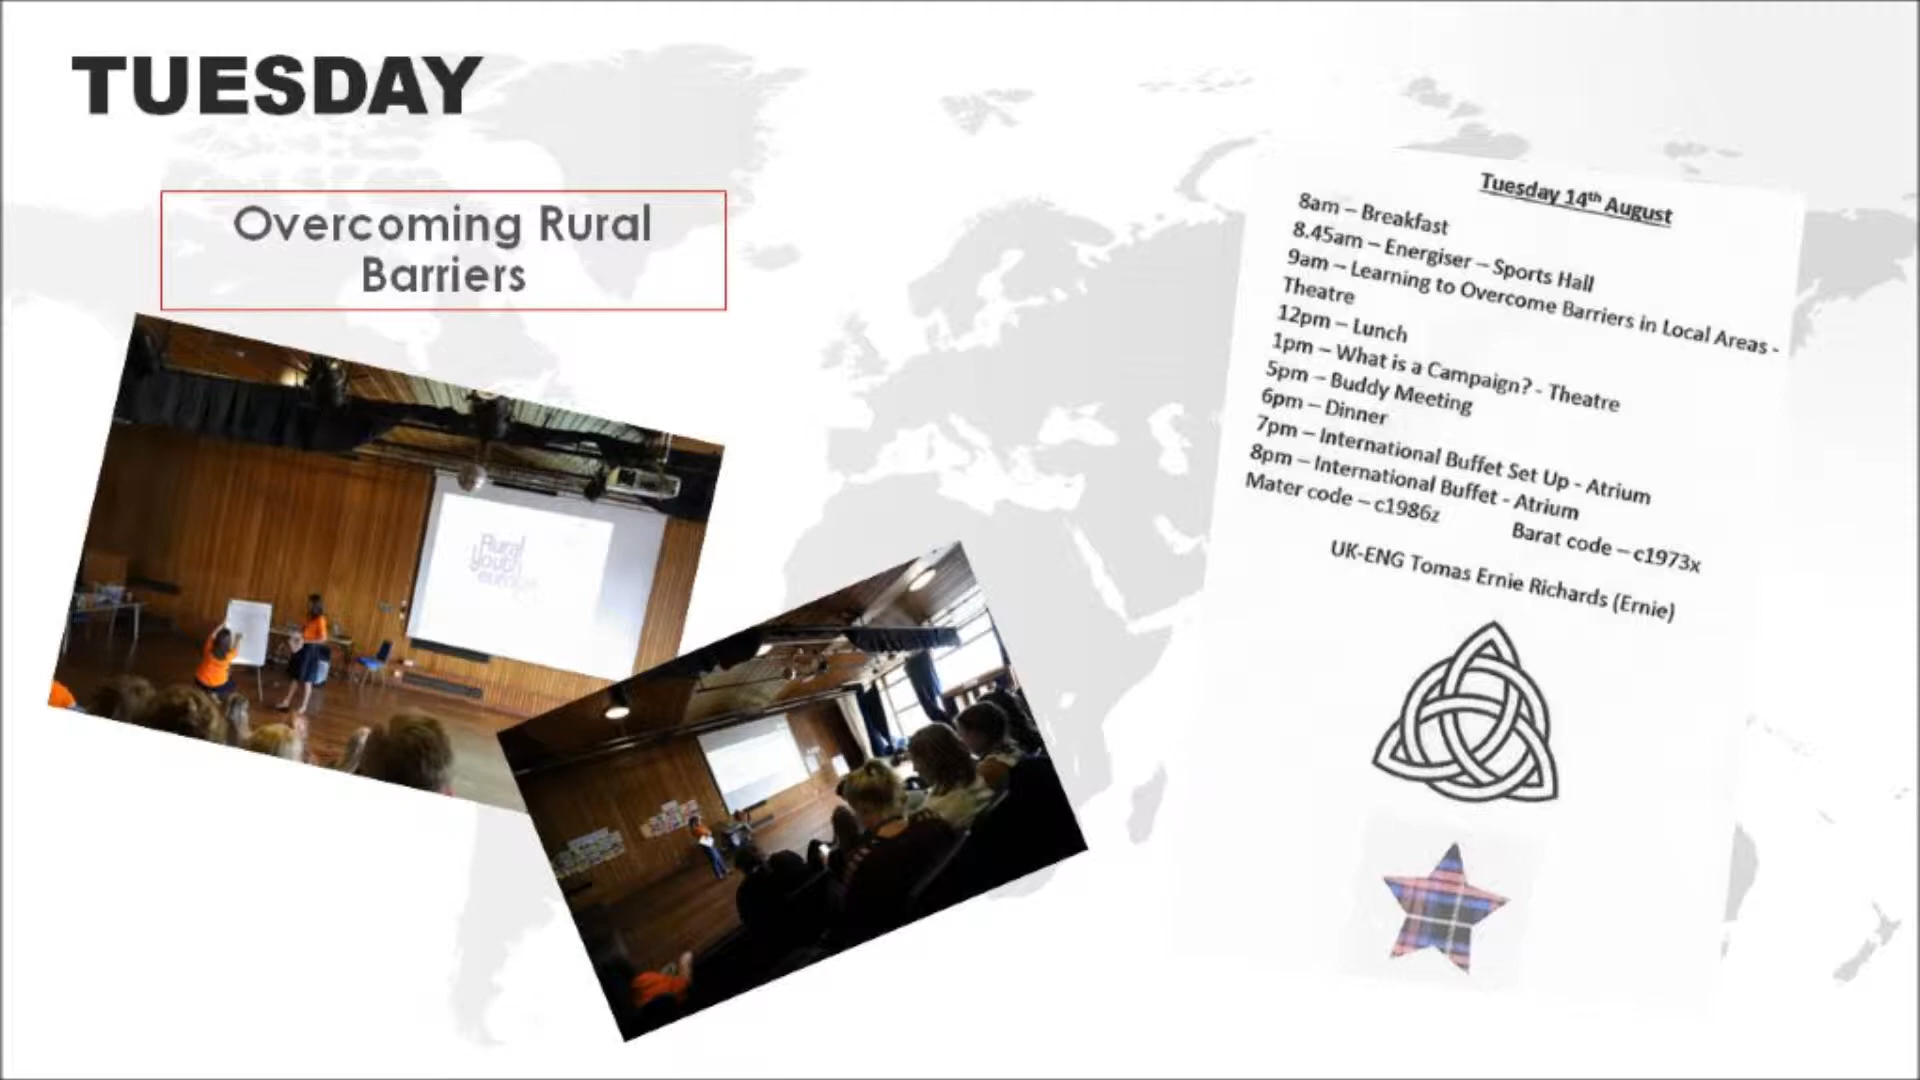 TUESDAY
Overcoming Rural
Barriers
Rural
youth
europe
Tuesday 14th August
8am – Breakfast
8.45am – Energiser – Sports Hall
9am – Learning to Overcome Barriers in Local Areas -
Theatre
12pm – Lunch
1pm – What is a Campaign? - Theatre
5pm – Buddy Meeting
6pm – Dinner
7pm – International Buffet Set Up - Atrium
8pm – International Buffet - Atrium
Mater code – c1986z Barat code – c1973x
UK-ENG Tomas Ernie Richards (Ernie)